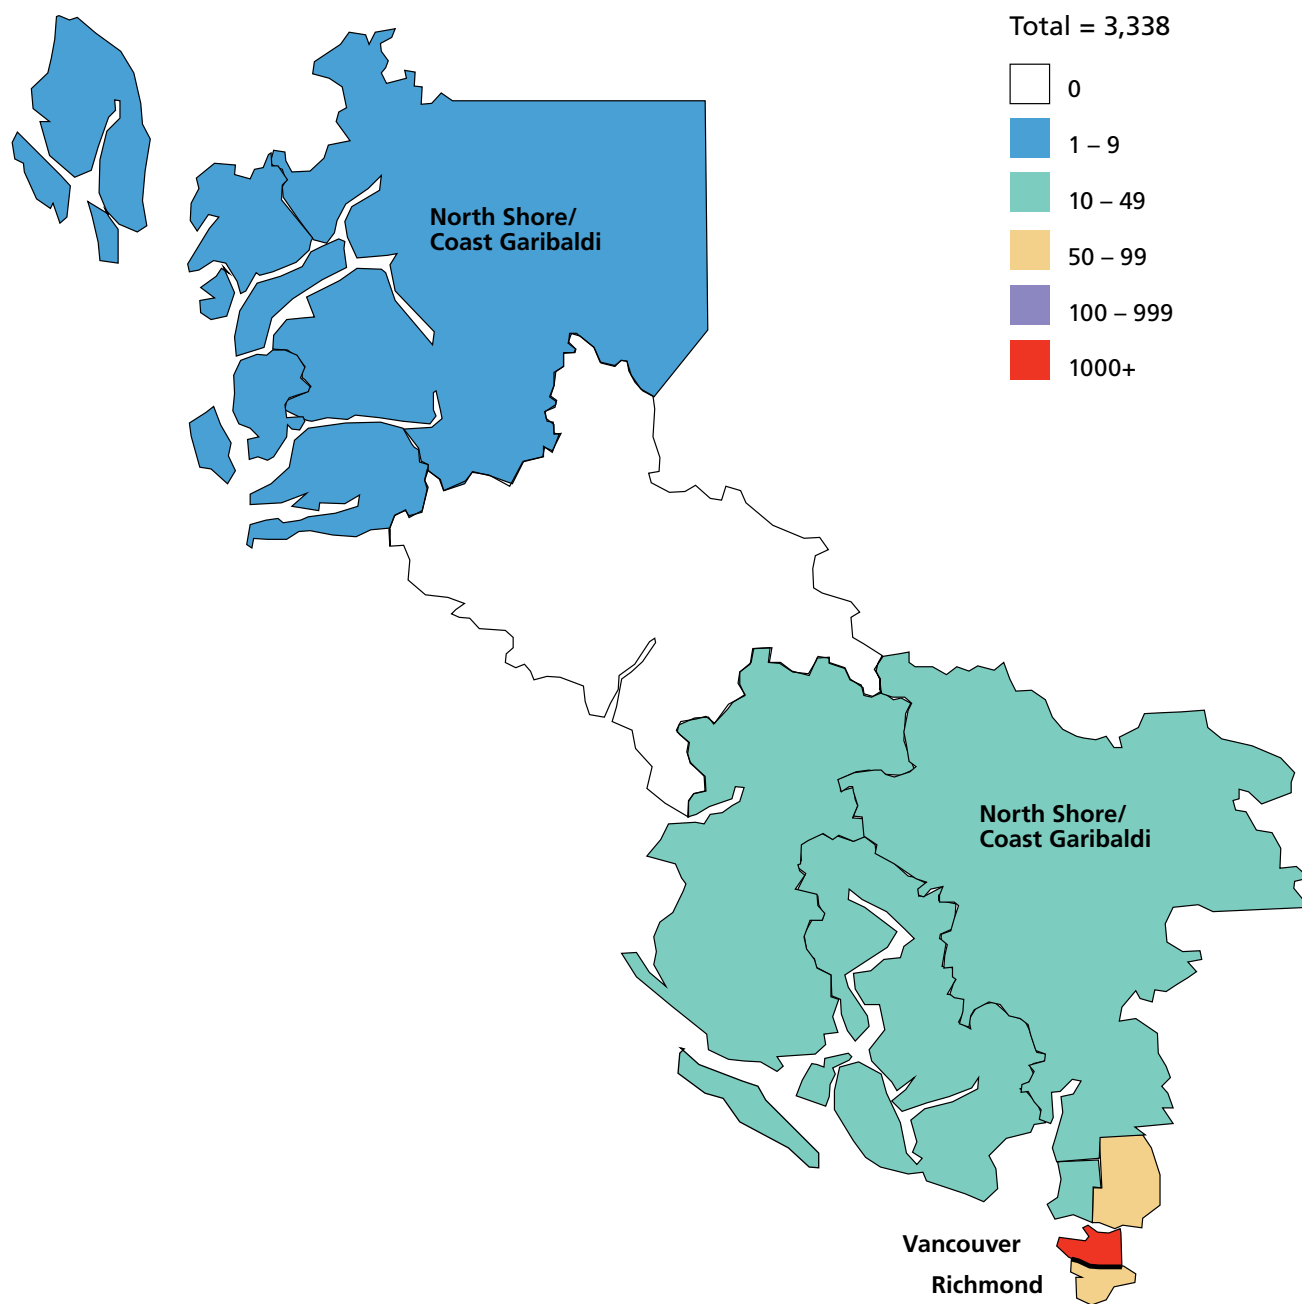 Total = 3,338
0
1 – 9
10 – 49
50 – 99
100 – 999
1000+
North Shore/
Coast Garibaldi
North Shore/
Coast Garibaldi
Vancouver
Richmond